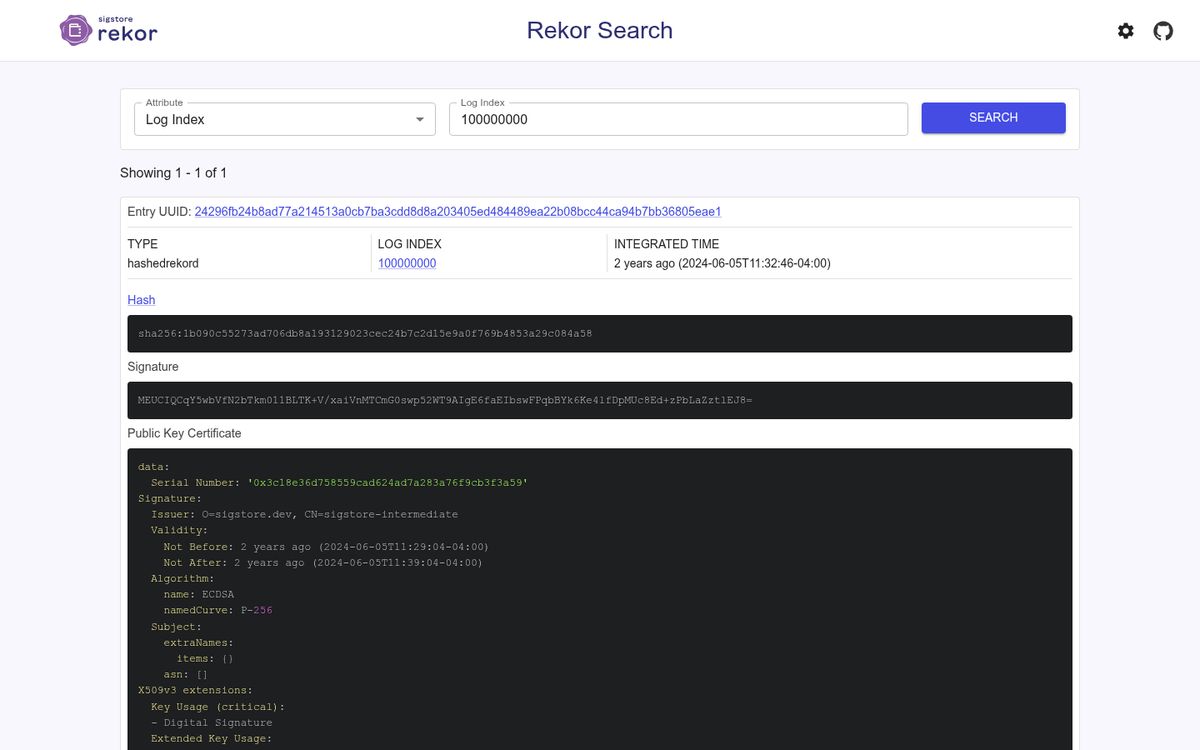 sigstore
rekor
Rekor Search
Attribute
Log Index
Log Index
100000000
SEARCH
Showing 1 - 1 of 1
Entry UUID: 24296fb24b8ad77a214513a0cb7ba3cdd8d8a203405ed484489ea22b08bcc44ca94b7bb36805eae1
TYPE
hashedrekord
LOG INDEX
100000000
INTEGRATED TIME
2 years ago (2024-06-05T11:32:46-04:00)
Hash
sha256:1b090c55273ad706db8a193129023cec24b7c2d15e9a0f769b4853a29c084a58
Signature
MEUCIQCqY5wbVfN2bTkm011BLTK+V/xaiVnMTCmG0swp52WT9AIgE6faEIbswFPqbBYk6Ke41fDpMUc8Ed+zPbLaZztlEJ8=
Public Key Certificate
data:
Serial Number: '0x3c18e36d758559cad624ad7a283a76f9cb3f3a59'
Signature:
Issuer: O=sigstore.dev, CN=sigstore-intermediate
Validity:
Not Before: 2 years ago (2024-06-05T11:29:04-04:00)
Not After: 2 years ago (2024-06-05T11:39:04-04:00)
Algorithm:
name: ECDSA
namedCurve: P-256
Subject:
extraNames:
items: {}
asn: []
X509v3 extensions:
Key Usage (critical):
- Digital Signature
Extended Key Usage: